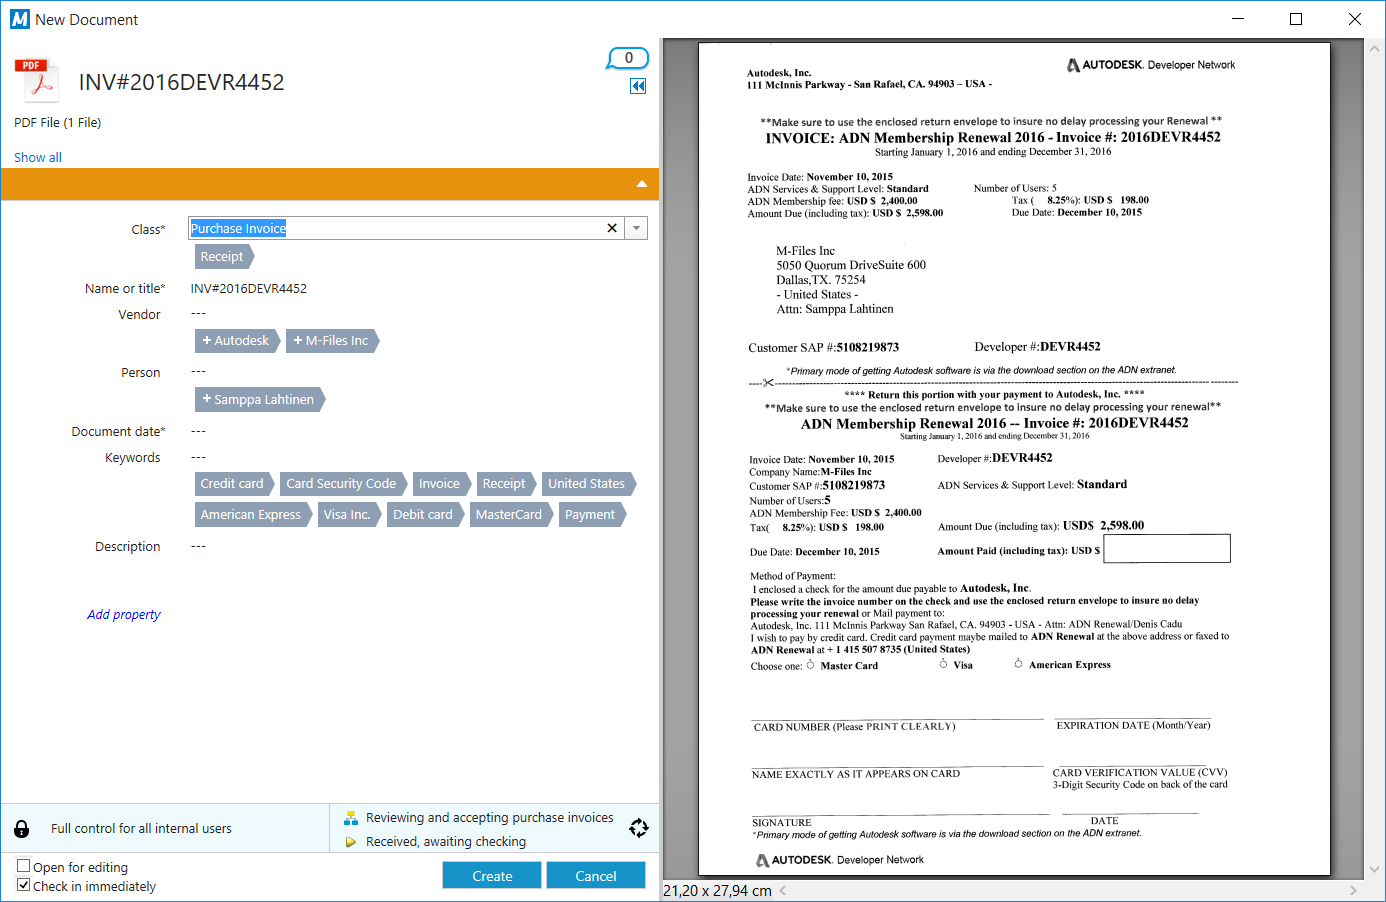 New Document
PDF
INV#2016DEVR4452
0
PDF File (1 File)
Show all
Class* Purchase Invoice
Receipt
Name or title* INV#2016DEVR4452
Vendor ---
+ Autodesk + M-Files Inc
Person ---
+ Samppa Lahtinen
Document date* ---
Keywords ---
Credit card Card Security Code Invoice Receipt United States
American Express Visa Inc. Debit card MasterCard Payment
Description ---
Add property
Full control for all internal users
Reviewing and accepting purchase invoices
Received, awaiting checking
Open for editing
Check in immediately
Create Cancel
AUTODESK. Developer Network
Autodesk, Inc.
111 McInnis Parkway - San Rafael, CA. 94903 – USA -
**Make sure to use the enclosed return envelope to insure no delay processing your Renewal **
INVOICE: ADN Membership Renewal 2016 - Invoice #: 2016DEVR4452
Starting January 1, 2016 and ending December 31, 2016
Invoice Date: November 10, 2015
ADN Services & Support Level: Standard Number of Users: 5
ADN Membership fee: USD $ 2,400.00 Tax ( 8.25%): USD $ 198.00
Amount Due (including tax): USD $ 2,598.00 Due Date: December 10, 2015
M-Files Inc
5050 Quorum DriveSuite 600
Dallas,TX. 75254
- United States -
Attn: Samppa Lahtinen
Customer SAP #:5108219873 Developer #:DEVR4452
*Primary mode of getting Autodesk software is via the download section on the ADN extranet.
**** Return this portion with your payment to Autodesk, Inc. ****
**Make sure to use the enclosed return envelope to insure no delay processing your renewal**
ADN Membership Renewal 2016 -- Invoice #: 2016DEVR4452
Starting January 1, 2016 and ending December 31, 2016
Invoice Date: November 10, 2015 Developer #:DEVR4452
Company Name:M-Files Inc
Customer SAP #:5108219873 ADN Services & Support Level: Standard
Number of Users:5
ADN Membership Fee: USD $ 2,400.00
Tax( 8.25%): USD $ 198.00 Amount Due (including tax): USD$ 2,598.00
Due Date: December 10, 2015 Amount Paid (including tax): USD $
Method of Payment:
I enclosed a check for the amount due payable to Autodesk, Inc.
Please write the invoice number on the check and use the enclosed return envelope to insure no delay
processing your renewal or Mail payment to:
Autodesk, Inc. 111 McInnis Parkway San Rafael, CA. 94903 - USA - Attn: ADN Renewal/Denis Cadu
I wish to pay by credit card. Credit card payment maybe mailed to ADN Renewal at the above address or faxed to
ADN Renewal at + 1 415 507 8735 (United States)
Choose one: Master Card Visa American Express
CARD NUMBER (Please PRINT CLEARLY) EXPIRATION DATE (Month/Year)
NAME EXACTLY AS IT APPEARS ON CARD CARD VERIFICATION VALUE (CVV)
3-Digit Security Code on back of the card
SIGNATURE DATE
*Primary mode of getting Autodesk software is via the download section on the ADN extranet.
AUTODESK. Developer Network
21,20 x 27,94 cm